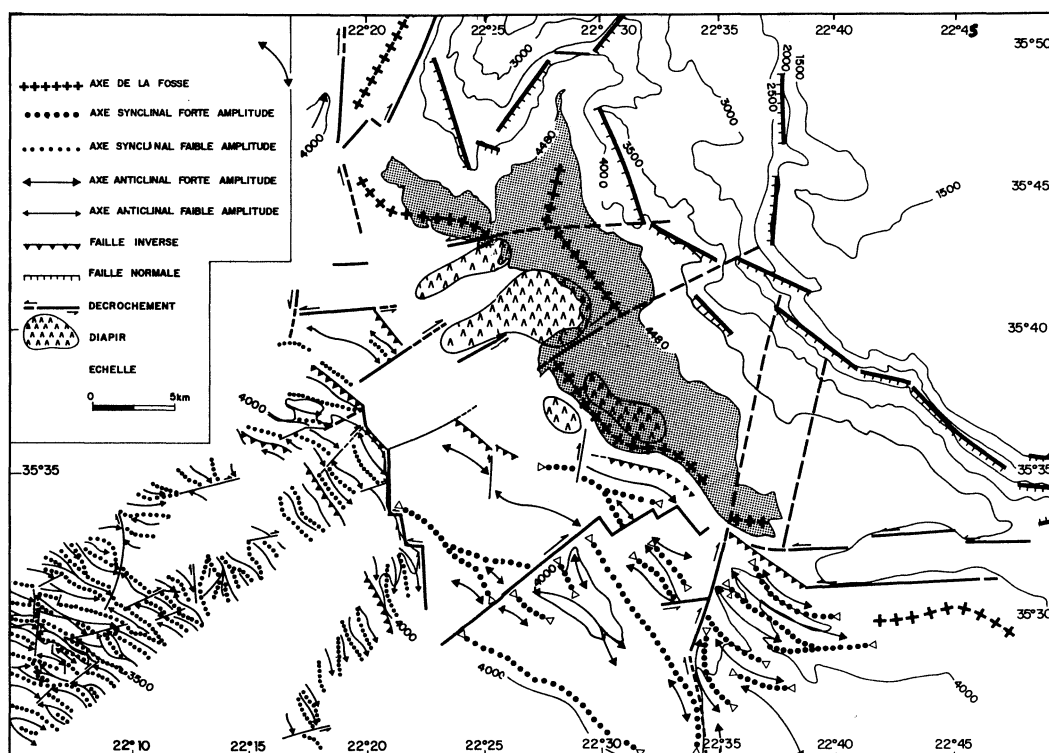 22°20 22°25 22°30 22°35 22°40 22°45
35°50
3000
2000
1500
2500
AXE DE LA FOSSE
AXE SYNCLINAL FORTE AMPLITUDE
AXE SYNCLINAL FAIBLE AMPLITUDE
AXE ANTICLINAL FORTE AMPLITUDE
AXE ANTICLINAL FAIBLE AMPLITUDE
FAILLE INVERSE
FAILLE NORMALE
DECROCHEMENT
DIAPIR
ECHELLE
0 5km
4000
4480
3500
4000
3000
1500
35°45
35°40
4480
4000
35°35
35°35
4000
4000
35°30
3500
4000
4000
22°10 22°15 22°20 22°25 22°30 22°35 22°40 22°45